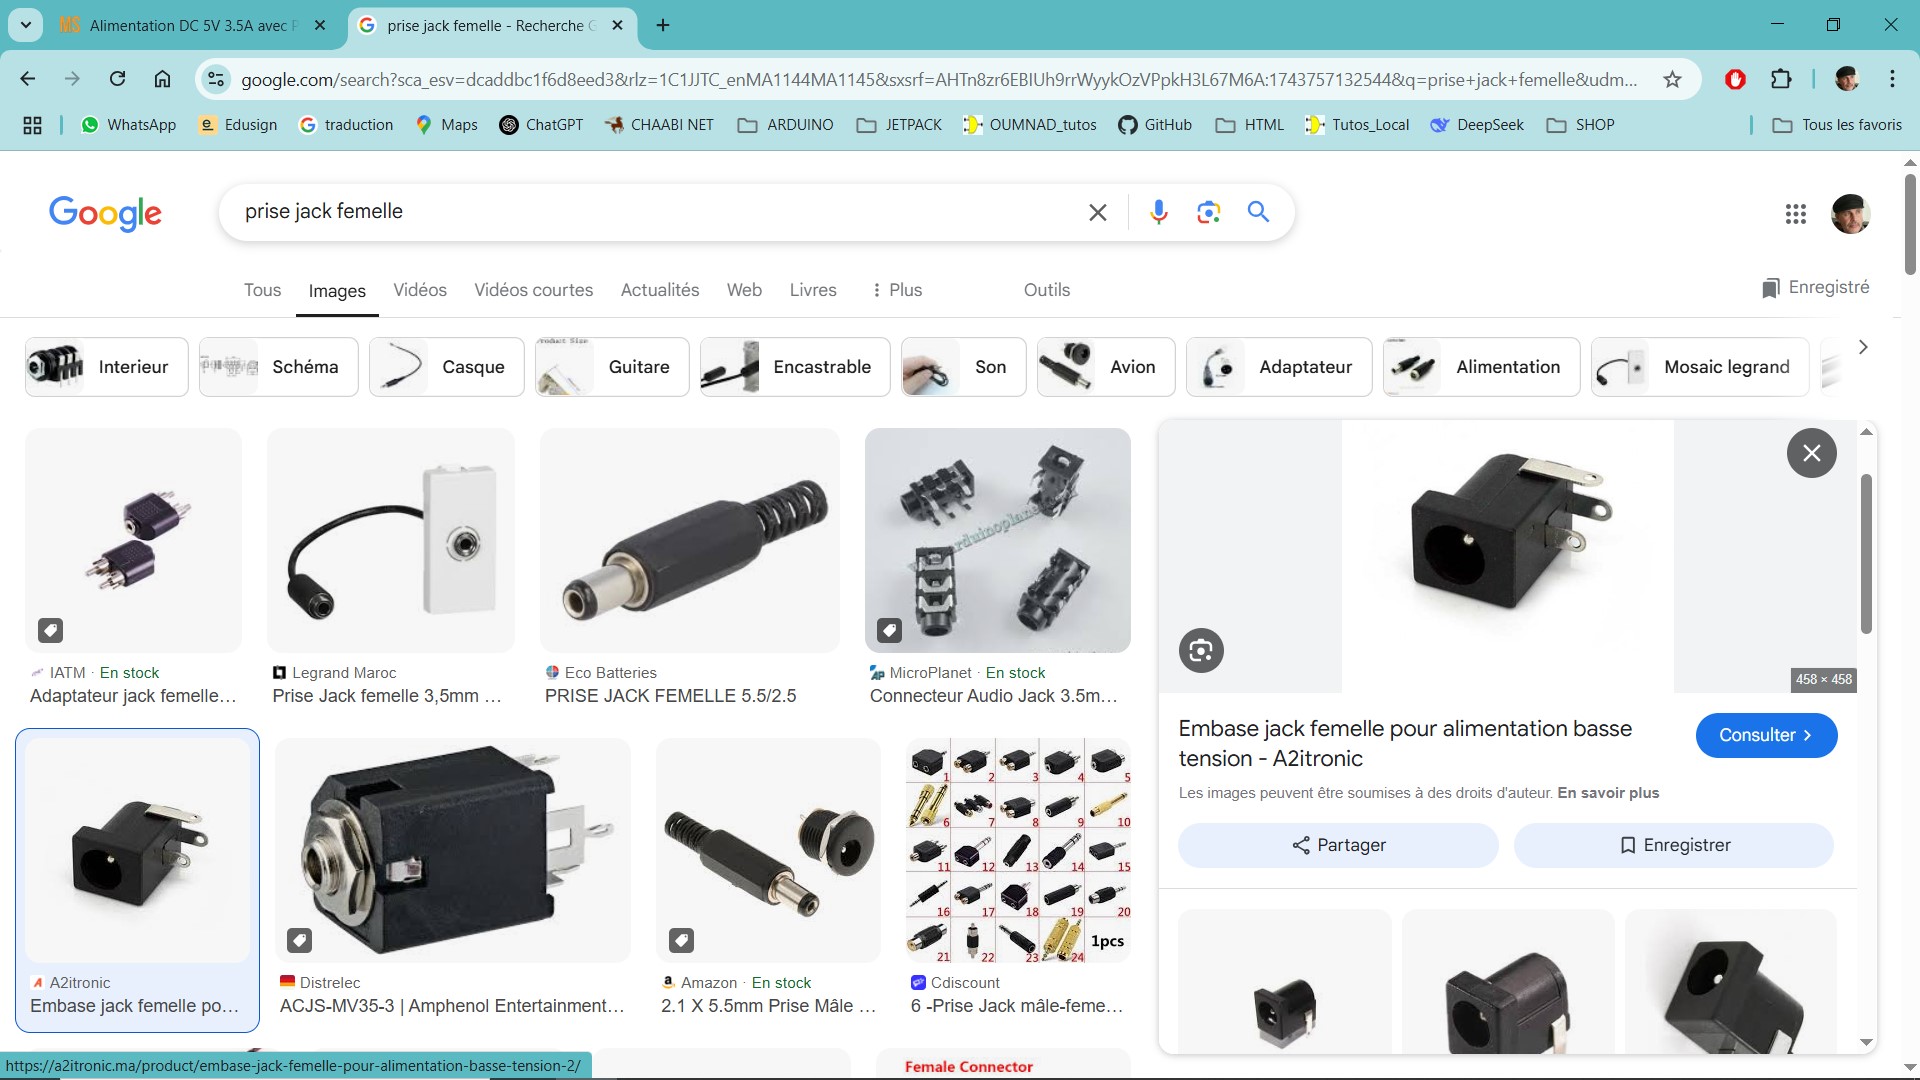 Alimentation DC 5V 3.5A avec P
prise jack femelle - Recherche G
google.com/search?sca_esv=dcaddbc1f6d8eed3&rlz=1C1JJTC_enMA1144MA1145&sxsrf=AHTn8zr6EBIUh9rrWyykOzVPpkH3L67M6A:1743757132544&q=prise+jack+femelle&udm...
WhatsApp
Edusign
traduction
Maps
ChatGPT
CHAABI NET
ARDUINO
JETPACK
OUMNAD_tutos
GitHub
HTML
Tutos_Local
DeepSeek
SHOP
Tous les favoris
Google
prise jack femelle
Tous
Images
Vidéos
Vidéos courtes
Actualités
Web
Livres
Plus
Outils
Enregistré
Interieur
Schéma
Casque
Product Size
Guitare
Encastrable
Son
Avion
Adaptateur
Alimentation
Mosaic legrand
IATM · En stock
Adaptateur jack femelle...
Legrand Maroc
Prise Jack femelle 3,5mm ...
Eco Batteries
PRISE JACK FEMELLE 5.5/2.5
arduinoplane
MicroPlanet · En stock
Connecteur Audio Jack 3.5m...
458 × 458
Embase jack femelle pour alimentation basse
tension - A2itronic
Consulter
Les images peuvent être soumises à des droits d'auteur. En savoir plus
Partager
Enregistrer
A2itronic
Embase jack femelle po...
Distrelec
ACJS-MV35-3 | Amphenol Entertainment...
Amazon · En stock
2.1 X 5.5mm Prise Mâle ...
1 2 3 4 5
6 7 8 9 10
11 12 13 14 15
16 17 18 19 20
21 22 23 24 1pcs
Cdiscount
6 -Prise Jack mâle-feme...
Female Connector
https://a2itronic.ma/product/embase-jack-femelle-pour-alimentation-basse-tension-2/